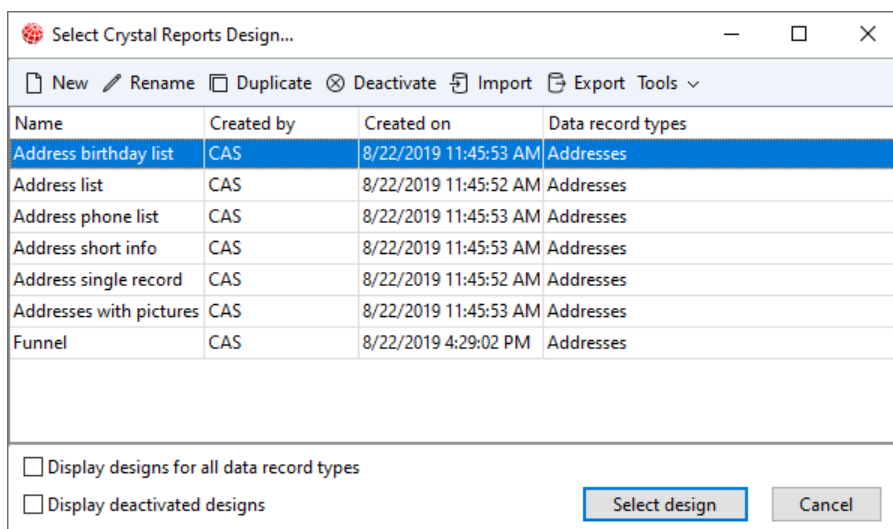 Select Crystal Reports Design...
New Rename Duplicate Deactivate Import Export Tools
Name Created by Created on Data record types
Address birthday list CAS 8/22/2019 11:45:53 AM Addresses
Address list CAS 8/22/2019 11:45:52 AM Addresses
Address phone list CAS 8/22/2019 11:45:53 AM Addresses
Address short info CAS 8/22/2019 11:45:53 AM Addresses
Address single record CAS 8/22/2019 11:45:52 AM Addresses
Addresses with pictures CAS 8/22/2019 11:45:53 AM Addresses
Funnel CAS 8/22/2019 4:29:02 PM Addresses
Display designs for all data record types
Display deactivated designs Select design Cancel